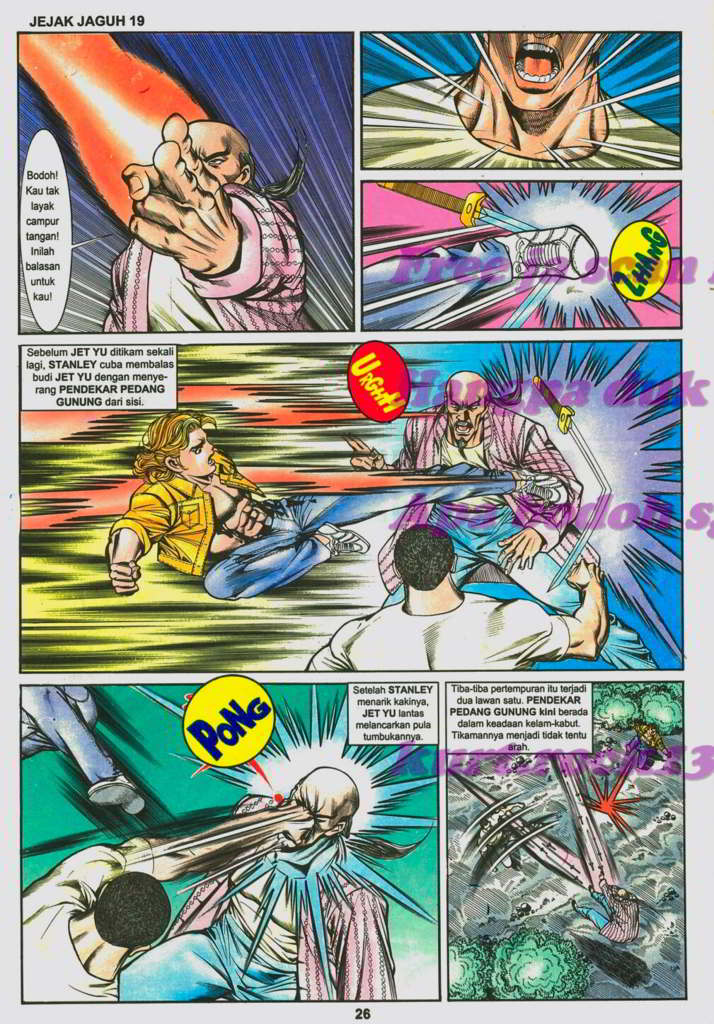 JEJAK JAGUH 19
Bodoh!
Kau tak
layak
campur
tangan!
Inilah
balasan
untuk
kau!
ZHANG
Sebelum JET YU ditikam sekali
lagi, STANLEY cuba membalas
budi JET YU dengan menye-
rang PENDEKAR PEDANG
GUNUNG dari sisi.
URGHH
PONG
Setelah STANLEY
menarik kakinya,
JET YU lantas
melancarkan pula
tumbukannya.
Tiba-tiba pertempuran itu terjadi
dua lawan satu. PENDEKAR
PEDANG GUNUNG kini berada
dalam keadaan kelam-kabut.
Tikamannya menjadi tidak tentu
arah.
26